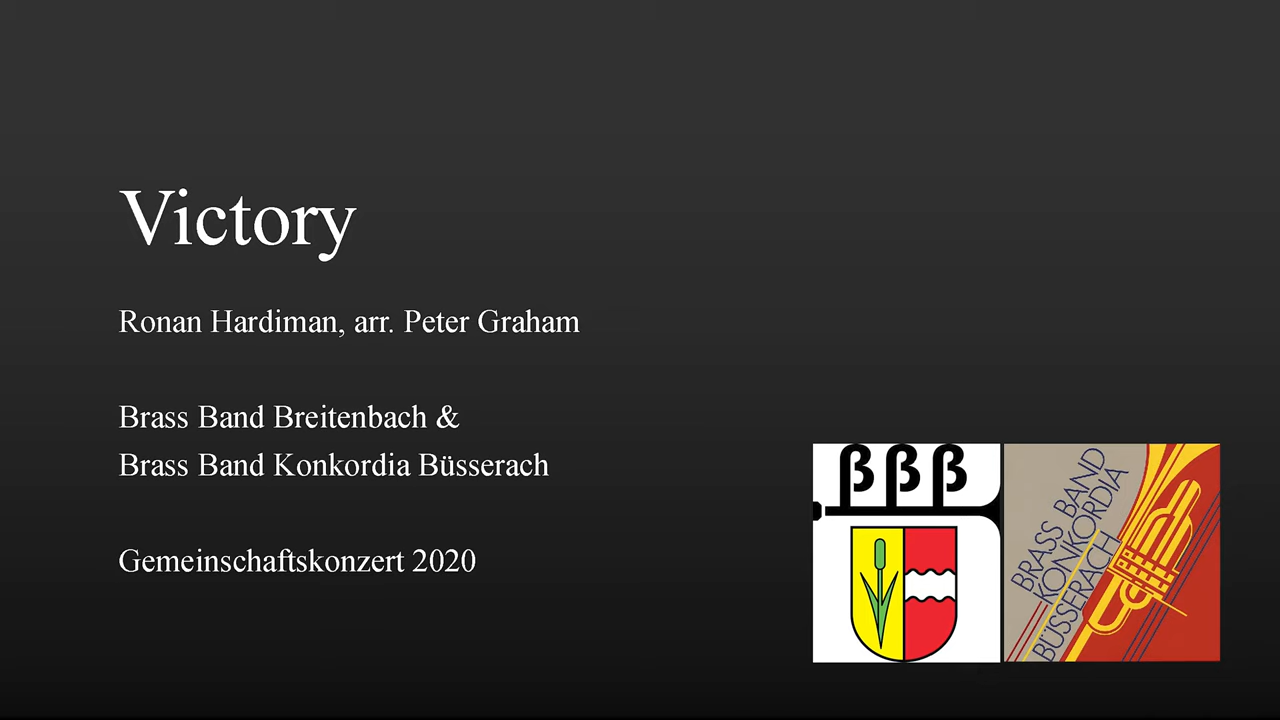 Victory
Ronan Hardiman, arr. Peter Graham
Brass Band Breitenbach &
Brass Band Konkordia Büsserach
Gemeinschaftskonzert 2020
βββ
BRASS BAND
KONKORDIA
BÜSSERACH